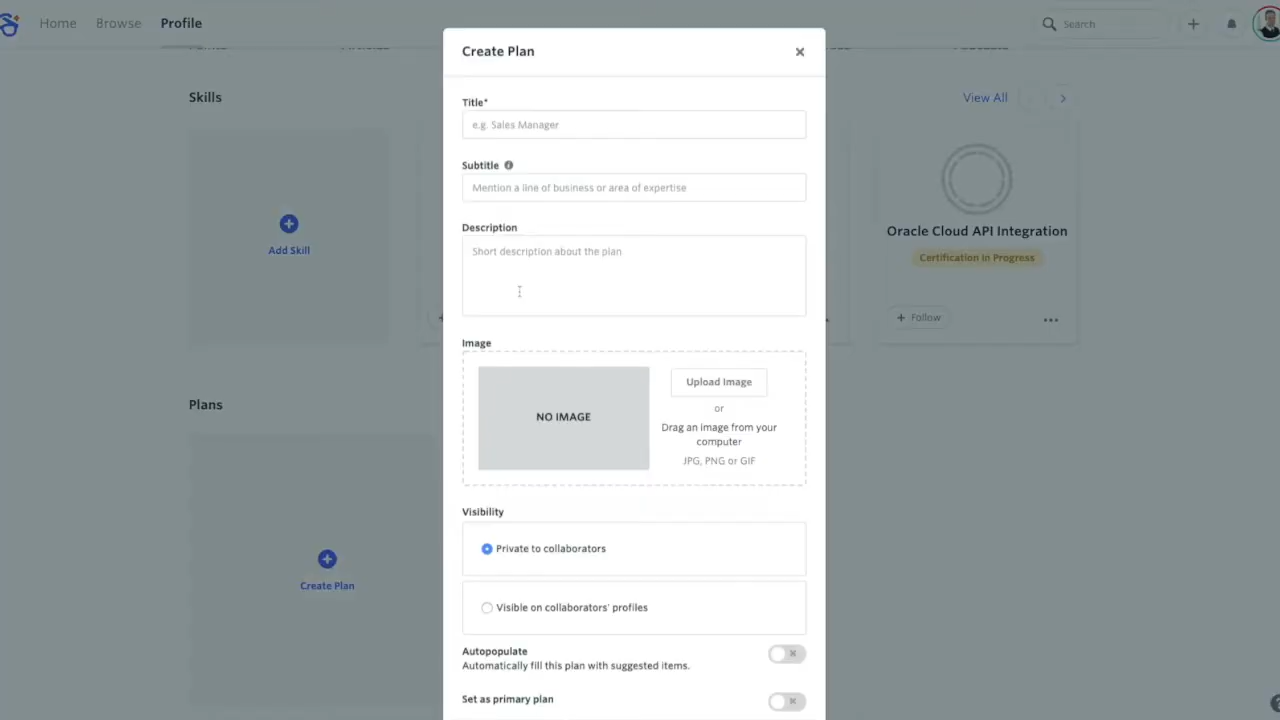 Home Browse Profile
Search
Create Plan
Skills
View All
Title*
e.g. Sales Manager
Subtitle
Mention a line of business or area of expertise
Description
Short description about the plan
Add Skill
Oracle Cloud API Integration
Certification In Progress
+ Follow
Image
NO IMAGE
Upload Image
or
Drag an image from your
computer
JPG, PNG or GIF
Plans
Create Plan
Visibility
Private to collaborators
Visible on collaborators' profiles
Autopopulate
Automatically fill this plan with suggested items.
Set as primary plan